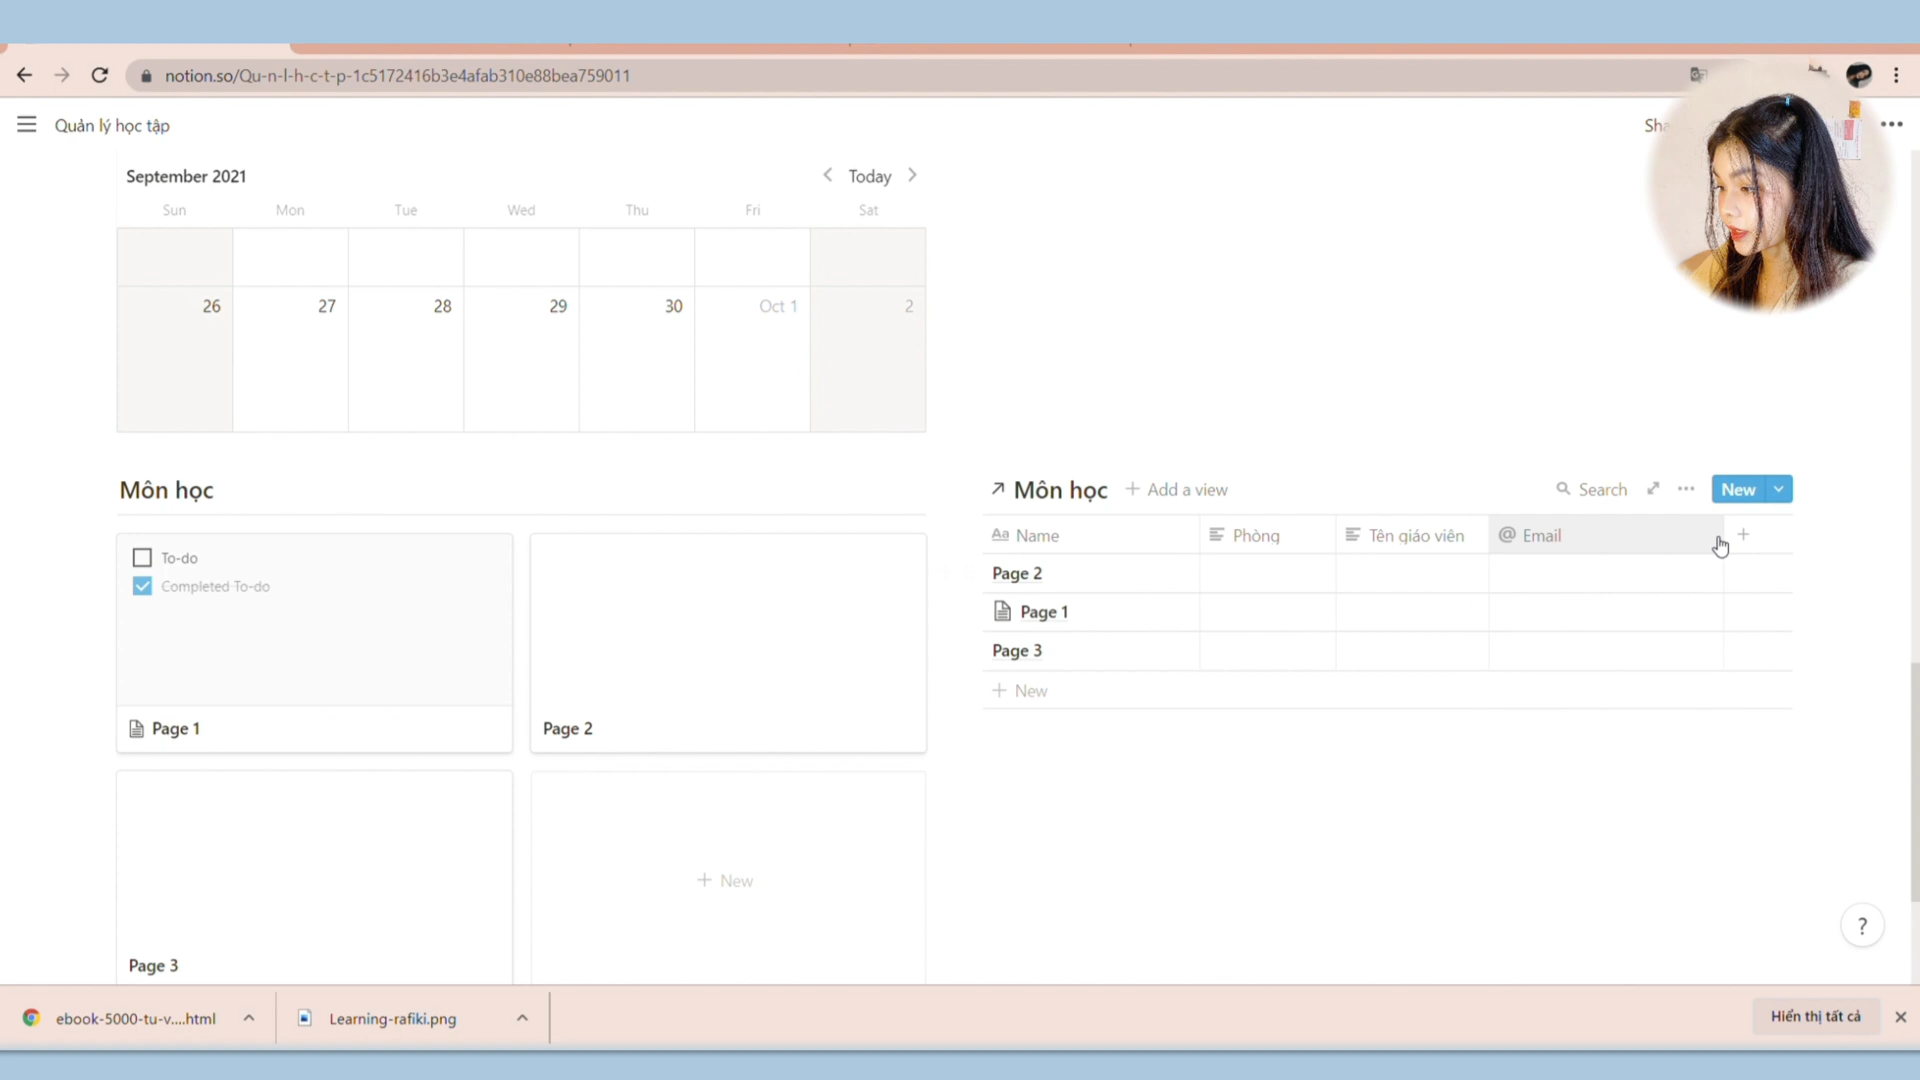 notion.so/Qu-n-l-h-c-t-p-1c5172416b3e4afab310e88bea759011
Quản lý học tập
September 2021
Today
Sun Mon Tue Wed Thu Fri Sat
26 27 28 29 30 Oct 1 2
Môn học
To-do
Completed To-do
Page 1
Page 2
Page 3
+ New
Môn học + Add a view Search ••• New
Aa Name Phòng Tên giáo viên @ Email +
Page 2
Page 1
Page 3
+ New
?
ebook-5000-tu-v....html Learning-rafiki.png Hiển thị tất cả